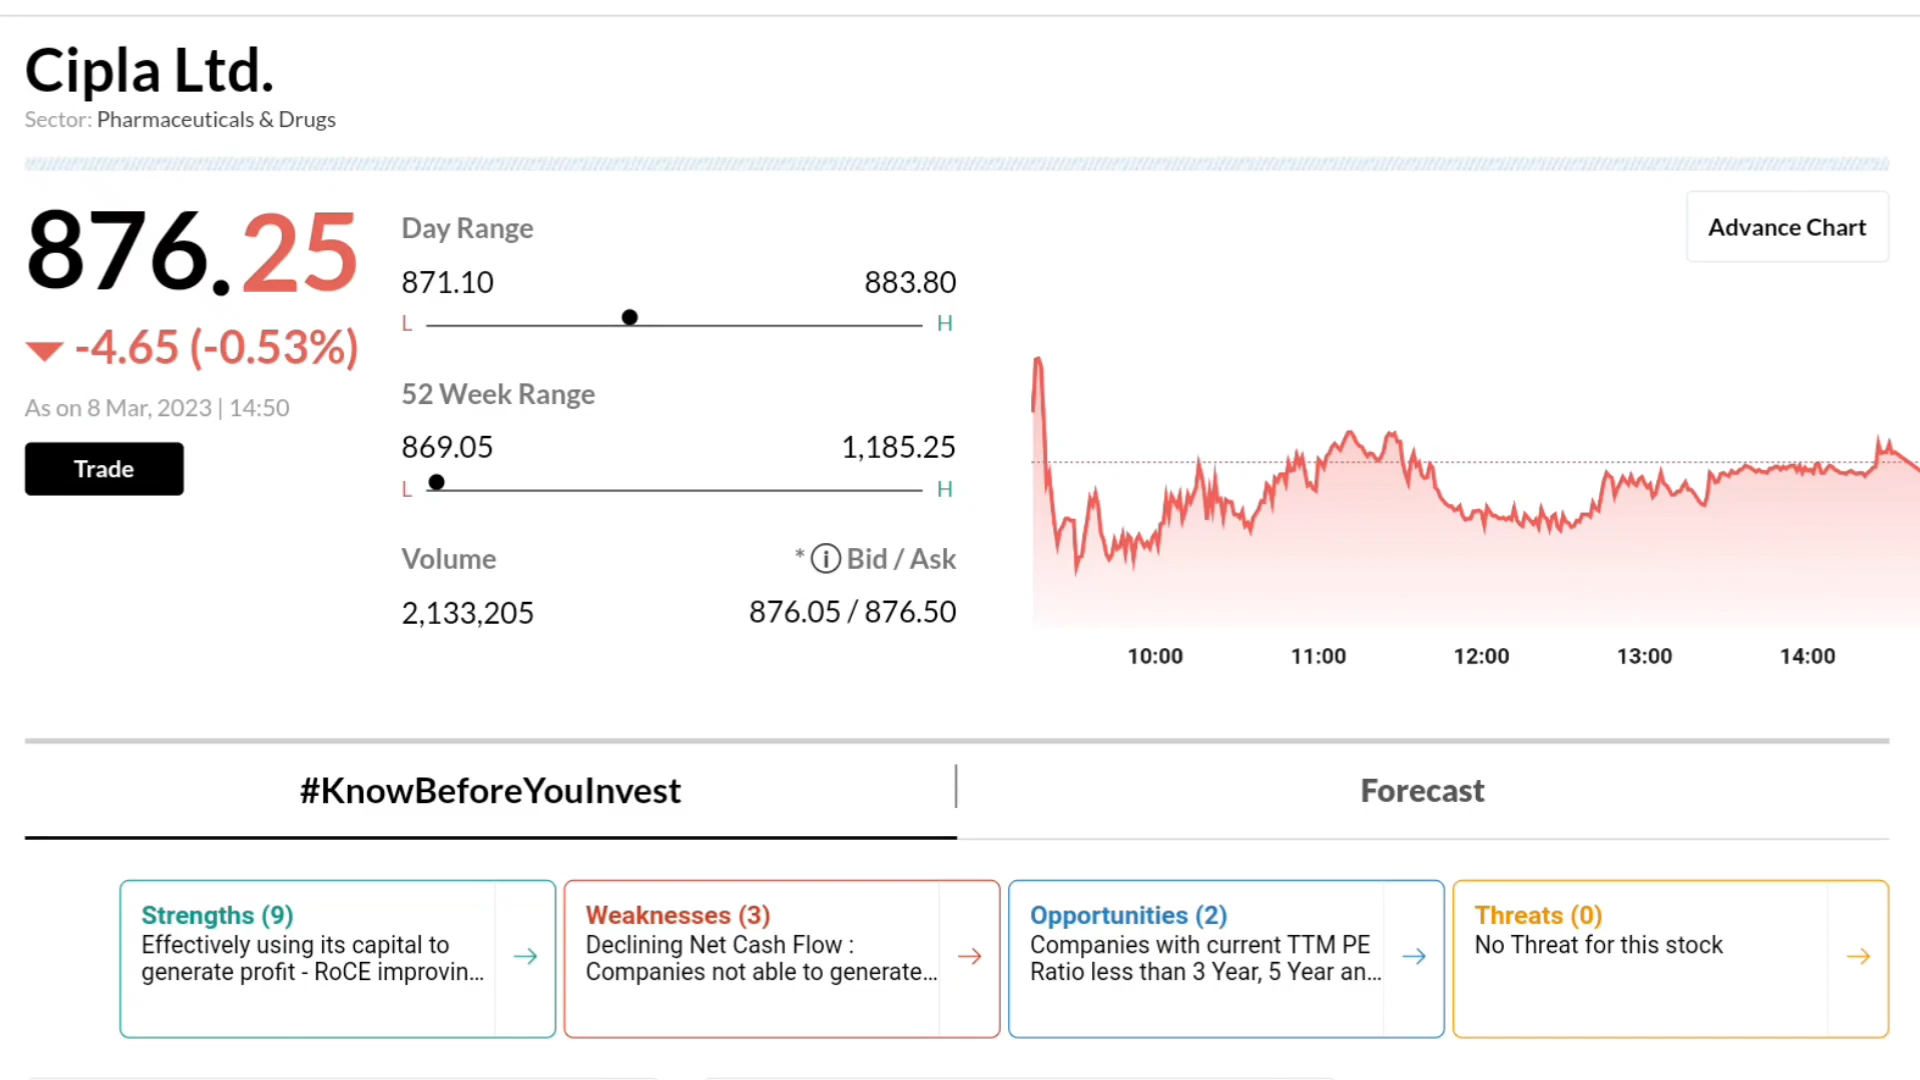 Cipla Ltd.
Sector: Pharmaceuticals & Drugs
876.25
-4.65 (-0.53%)
As on 8 Mar, 2023 | 14:50
Trade
Day Range
871.10 883.80
L H
52 Week Range
869.05 1,185.25
L H
Volume * i Bid / Ask
2,133,205 876.05 / 876.50
Advance Chart
10:00 11:00 12:00 13:00 14:00
#KnowBeforeYouInvest
Forecast
Strengths (9)
Effectively using its capital to
generate profit - RoCE improvin...
Weaknesses (3)
Declining Net Cash Flow :
Companies not able to generate...
Opportunities (2)
Companies with current TTM PE
Ratio less than 3 Year, 5 Year an...
Threats (0)
No Threat for this stock